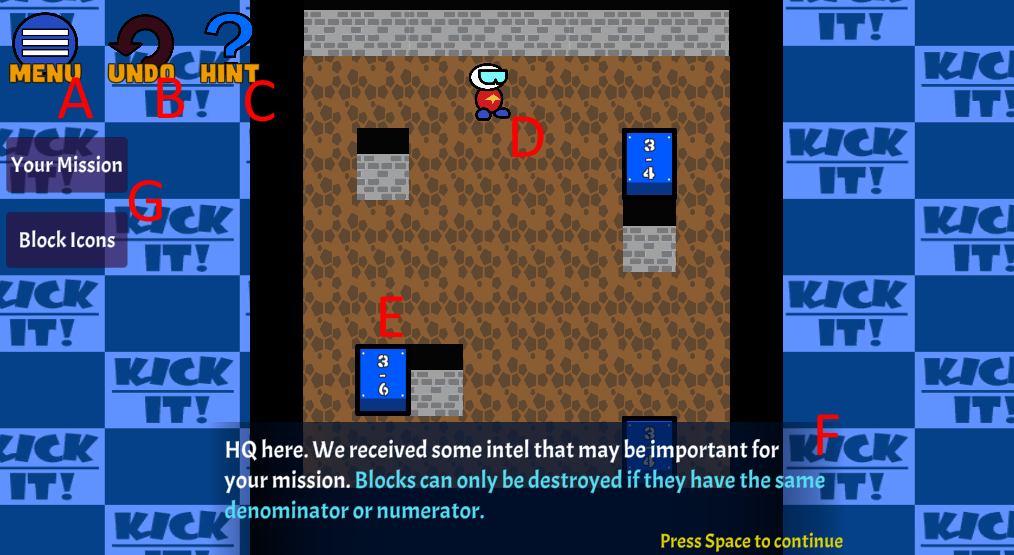 MENU UNDO HINT
A B C
D
Your Mission
3
-
4
G
Block Icons
E
3
-
6
F
HQ here. We received some intel that may be important for
your mission. Blocks can only be destroyed if they have the same
denominator or numerator.
Press Space to continue
KICK
IT!